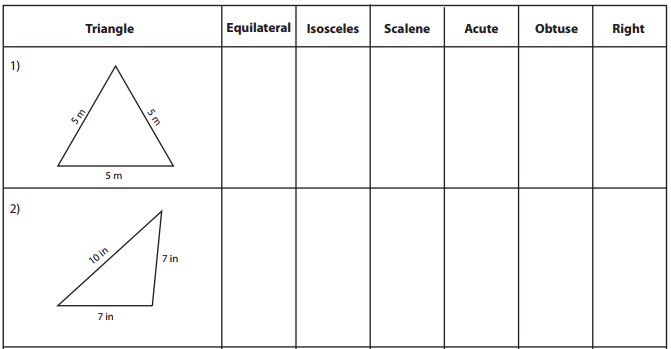 Triangle Equilateral Isosceles Scalene Acute Obtuse Right
1)
5 m 5 m
5 m
2)
10 in 7 in
7 in